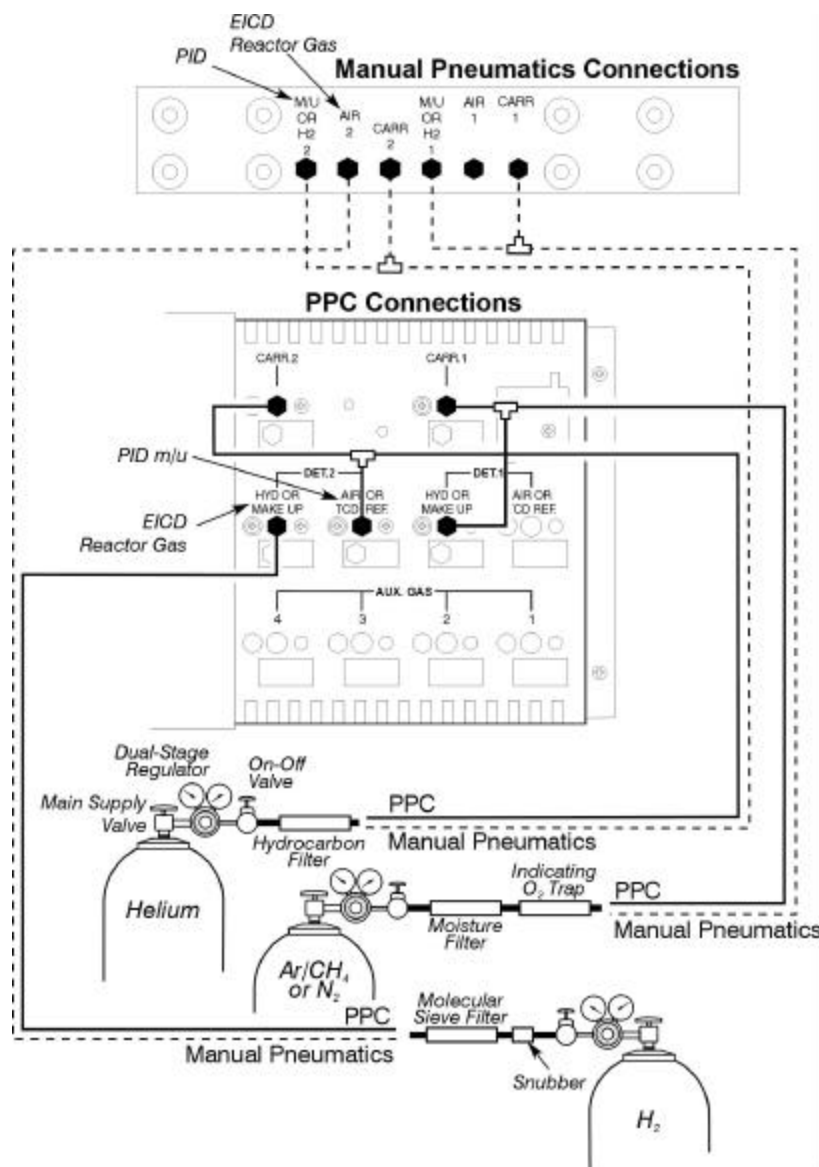 EICD
Reactor Gas
PID
Manual Pneumatics Connections
M/U
OR
H2
2
AIR
2
CARR
2
M/U
OR
H2
1
AIR
1
CARR
1
PPC Connections
CARR.2
CARR.1
PID m/u
DET.2
DET.1
HYD OR
MAKE UP
AIR OR
TCD REF.
HYD OR
MAKE UP
AIR OR
TCD REF.
EICD
Reactor Gas
AUX. GAS
4
3
2
1
Dual-Stage
Regulator
On-Off
Valve
Main Supply
Valve
PPC
Hydrocarbon
Filter
Manual Pneumatics
Helium
Indicating
O₂ Trap
PPC
Moisture
Filter
Manual Pneumatics
Ar/CH₄
or N₂
PPC
Molecular
Sieve Filter
Manual Pneumatics
Snubber
H₂